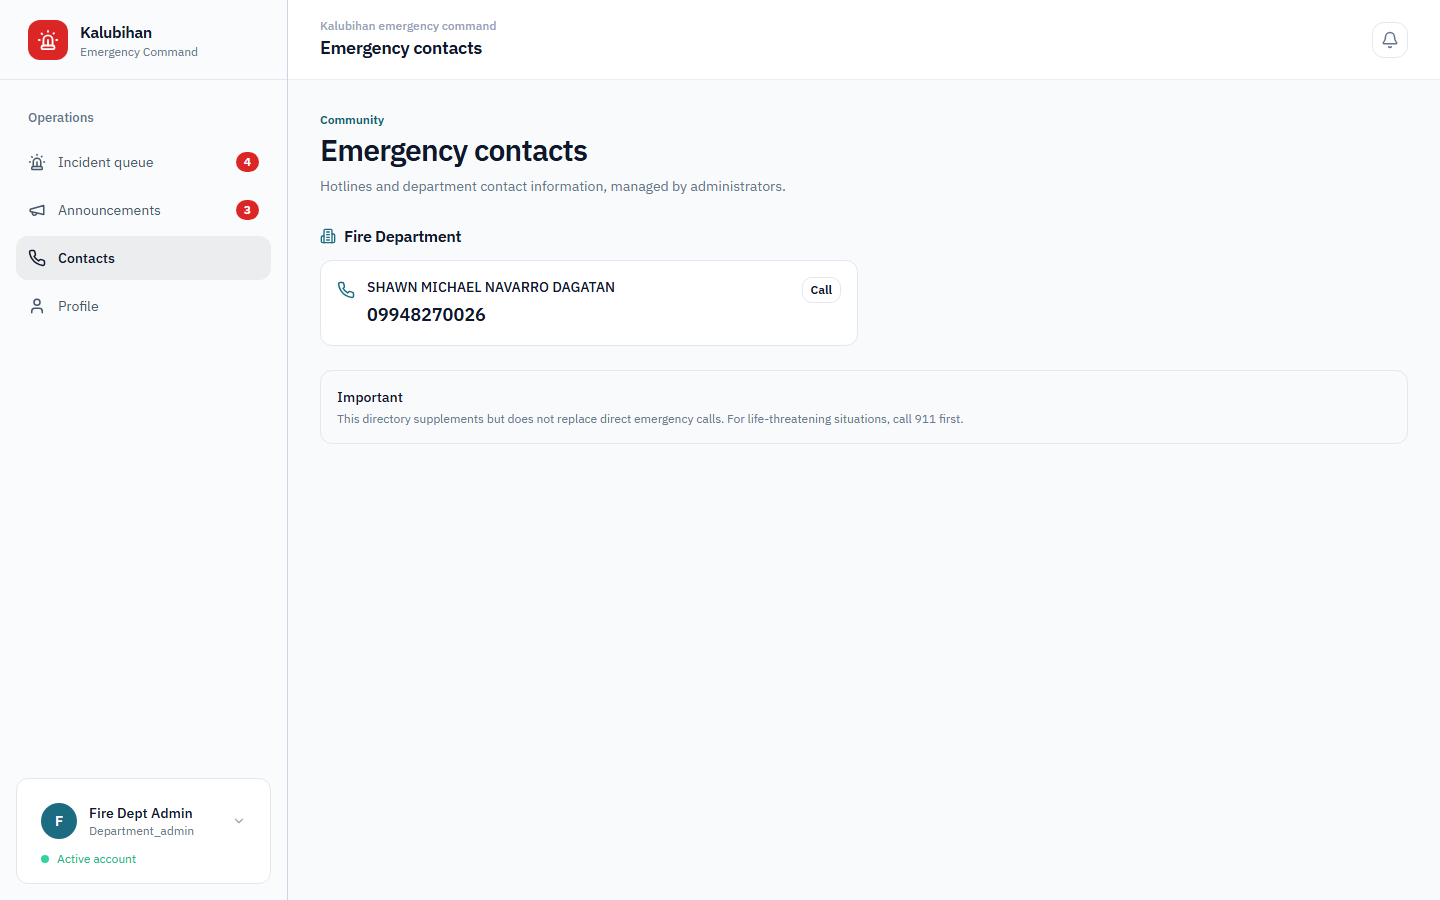 Kalubihan
Emergency Command
Operations
Incident queue 4
Announcements 3
Contacts
Profile
F
Fire Dept Admin
Department_admin
Active account
Kalubihan emergency command
Emergency contacts
Community
Emergency contacts
Hotlines and department contact information, managed by administrators.
Fire Department
SHAWN MICHAEL NAVARRO DAGATAN
09948270026
Call
Important
This directory supplements but does not replace direct emergency calls. For life-threatening situations, call 911 first.